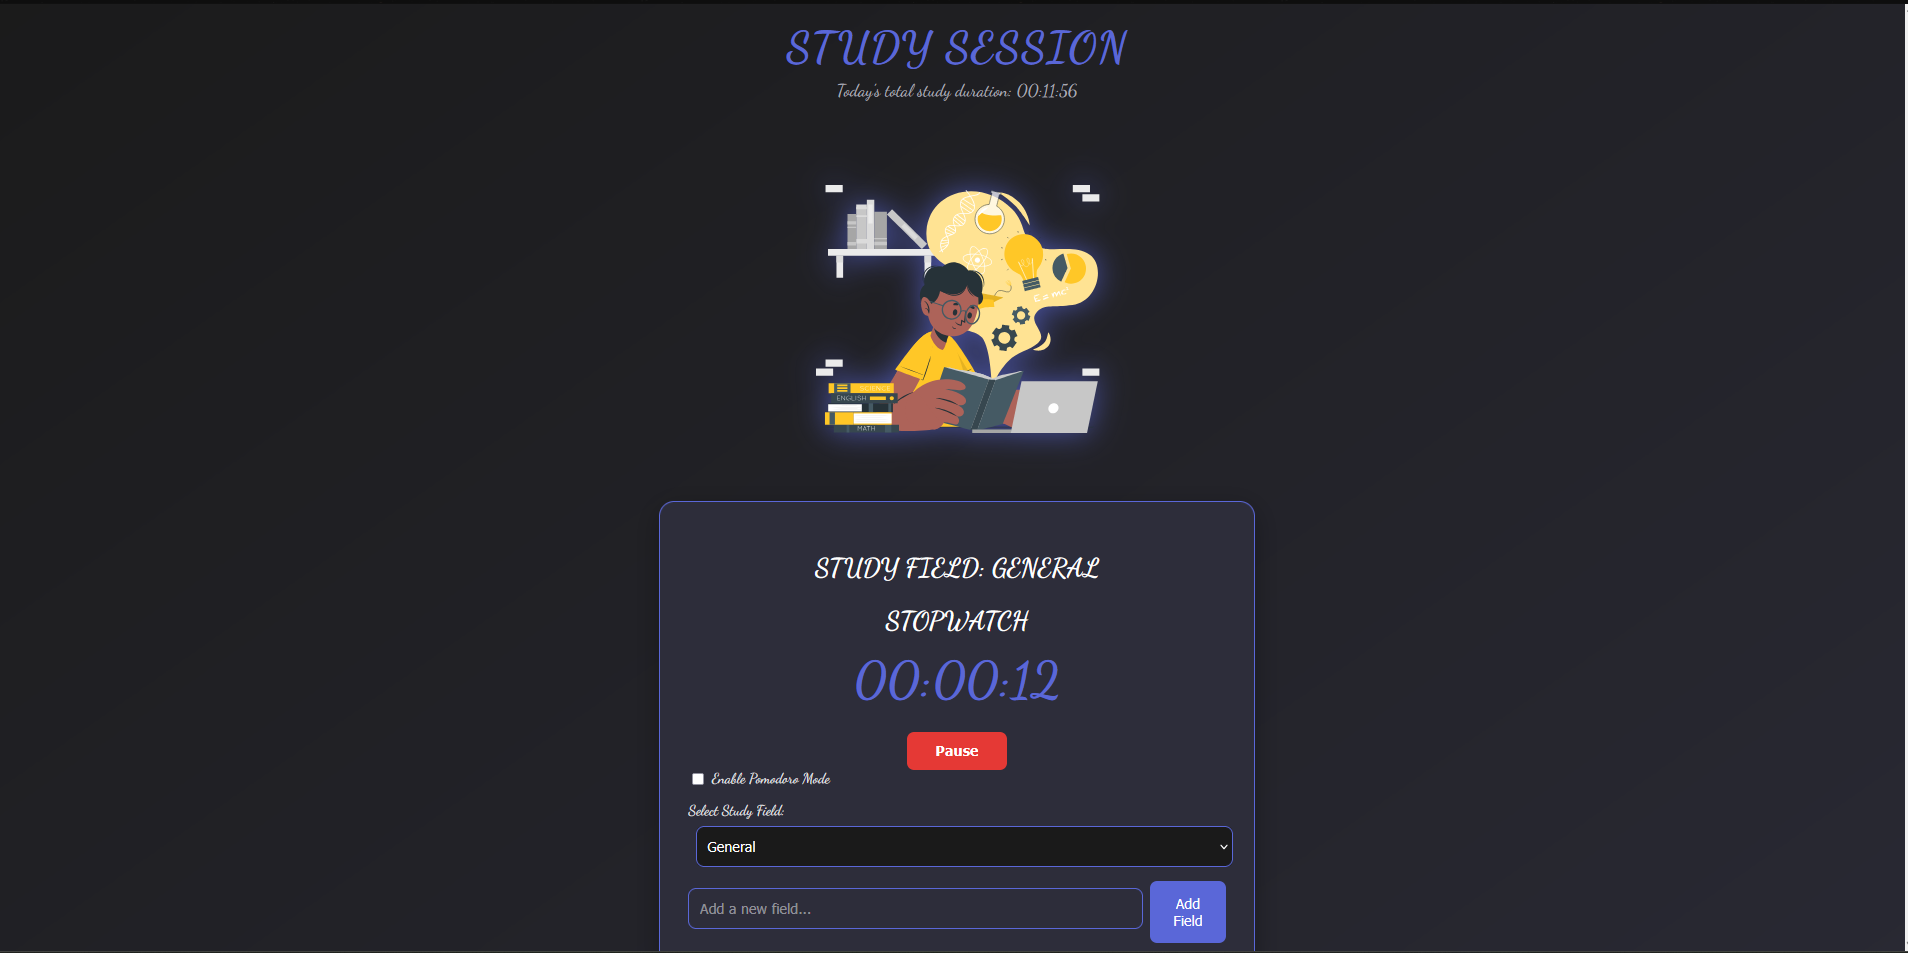 STUDY SESSION
Today's total study duration: 00:11:56
E = mc²
SCIENCE
ENGLISH
MATH
STUDY FIELD: GENERAL
STOPWATCH
00:00:12
Pause
Enable Pomodoro Mode
Select Study Field:
General
Add a new field...
Add
Field